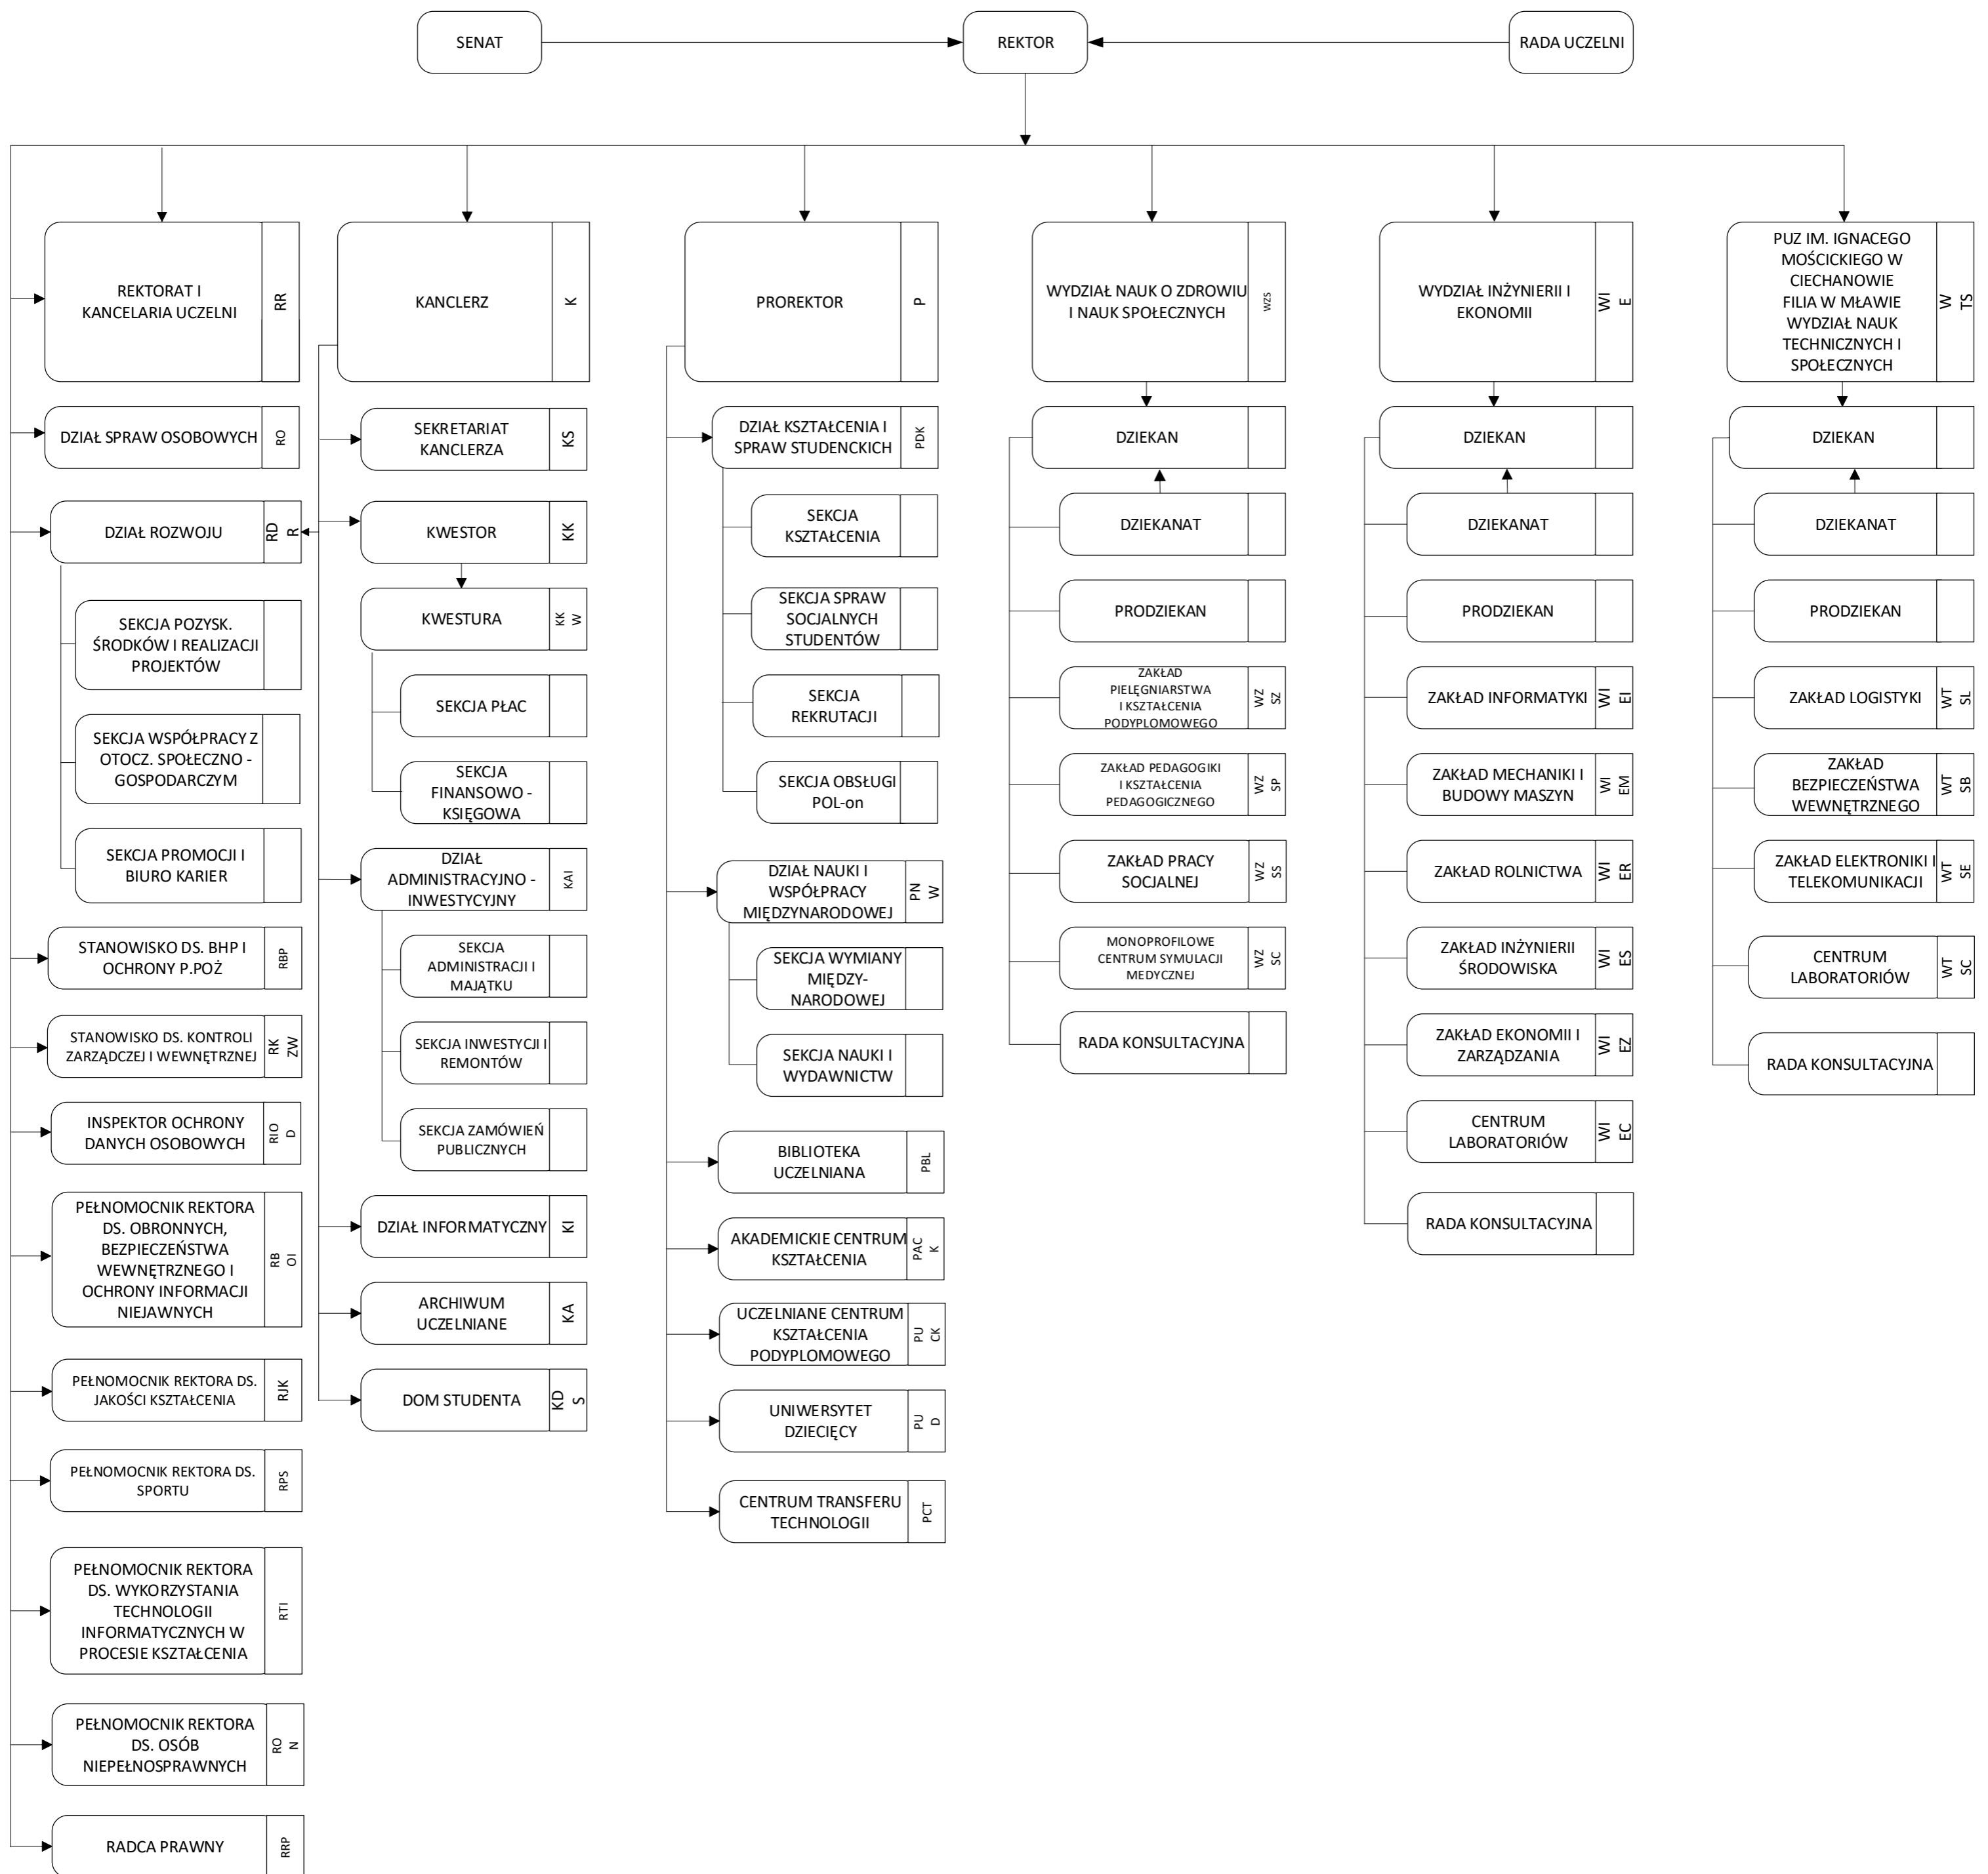 SENAT
REKTOR
RADA UCZELNI
REKTORAT I
KANCELARIA UCZELNI
RR
DZIAŁ SPRAW OSOBOWYCH
RO
DZIAŁ ROZWOJU
RD
R
SEKCJA POZYSK.
ŚRODKÓW I REALIZACJI
PROJEKTÓW
SEKCJA WSPÓŁPRACY Z
OTOCZ. SPOŁECZNO -
GOSPODARCZYM
SEKCJA PROMOCJI I
BIURO KARIER
STANOWISKO DS. BHP I
OCHRONY P.POŻ
RBP
STANOWISKO DS. KONTROLI
ZARZĄDCZEJ I WEWNĘTRZNEJ
RK
ZW
INSPEKTOR OCHRONY
DANYCH OSOBOWYCH
RIO
D
PEŁNOMOCNIK REKTORA
DS. OBRONNYCH,
BEZPIECZEŃSTWA
WEWNĘTRZNEGO I
OCHRONY INFORMACJI
NIEJAWNYCH
RB
OI
PEŁNOMOCNIK REKTORA DS.
JAKOŚCI KSZTAŁCENIA
RJK
PEŁNOMOCNIK REKTORA DS.
SPORTU
RPS
PEŁNOMOCNIK REKTORA
DS. WYKORZYSTANIA
TECHNOLOGII
INFORMATYCZNYCH W
PROCESIE KSZTAŁCENIA
RTI
PEŁNOMOCNIK REKTORA
DS. OSÓB
NIEPEŁNOSPRAWNYCH
RO
N
RADCA PRAWNY
RRP
KANCLERZ
K
SEKRETARIAT
KANCLERZA
KS
KWESTOR
KK
KWESTURA
KK
W
SEKCJA PŁAC
SEKCJA
FINANSOWO -
KSIĘGOWA
DZIAŁ
ADMINISTRACYJNO -
INWESTYCYJNY
KAI
SEKCJA
ADMINISTRACJI I
MAJĄTKU
SEKCJA INWESTYCJI I
REMONTÓW
SEKCJA ZAMÓWIEŃ
PUBLICZNYCH
DZIAŁ INFORMATYCZNY
KI
ARCHIWUM
UCZELNIANE
KA
DOM STUDENTA
KD
S
PROREKTOR
P
DZIAŁ KSZTAŁCENIA I
SPRAW STUDENCKICH
PDK
SEKCJA
KSZTAŁCENIA
SEKCJA SPRAW
SOCJALNYCH
STUDENTÓW
SEKCJA
REKRUTACJI
SEKCJA OBSŁUGI
POL-on
DZIAŁ NAUKI I
WSPÓŁPRACY
MIĘDZYNARODOWEJ
PN
W
SEKCJA WYMIANY
MIĘDZY-
NARODOWEJ
SEKCJA NAUKI I
WYDAWNICTW
BIBLIOTEKA
UCZELNIANA
PBL
AKADEMICKIE CENTRUM
KSZTAŁCENIA
PAC
K
UCZELNIANE CENTRUM
KSZTAŁCENIA
PODYPLOMOWEGO
PU
CK
UNIWERSYTET
DZIECIĘCY
PU
D
CENTRUM TRANSFERU
TECHNOLOGII
PCT
WYDZIAŁ NAUK O ZDROWIU
I NAUK SPOŁECZNYCH
WZS
DZIEKAN
DZIEKANAT
PRODZIEKAN
ZAKŁAD
PIELĘGNIARSTWA
I KSZTAŁCENIA
PODYPLOMOWEGO
WZ
SZ
ZAKŁAD PEDAGOGIKI
I KSZTAŁCENIA
PEDAGOGICZNEGO
WZ
SP
ZAKŁAD PRACY
SOCJALNEJ
WZ
SS
MONOPROFILOWE
CENTRUM SYMULACJI
MEDYCZNEJ
WZ
SC
RADA KONSULTACYJNA
WYDZIAŁ INŻYNIERII I
EKONOMII
WI
E
DZIEKAN
DZIEKANAT
PRODZIEKAN
ZAKŁAD INFORMATYKI
WI
EI
ZAKŁAD MECHANIKI I
BUDOWY MASZYN
WI
EM
ZAKŁAD ROLNICTWA
WI
ER
ZAKŁAD INŻYNIERII
ŚRODOWISKA
WI
ES
ZAKŁAD EKONOMII I
ZARZĄDZANIA
WI
EZ
CENTRUM
LABORATORIÓW
WI
EC
RADA KONSULTACYJNA
PUZ IM. IGNACEGO
MOŚCICKIEGO W
CIECHANOWIE
FILIA W MŁAWIE
WYDZIAŁ NAUK
TECHNICZNYCH I
SPOŁECZNYCH
W
TS
DZIEKAN
DZIEKANAT
PRODZIEKAN
ZAKŁAD LOGISTYKI
WT
SL
ZAKŁAD
BEZPIECZEŃSTWA
WEWNĘTRZNEGO
WT
SB
ZAKŁAD ELEKTRONIKI I
TELEKOMUNIKACJI
WT
SE
CENTRUM
LABORATORIÓW
WT
SC
RADA KONSULTACYJNA